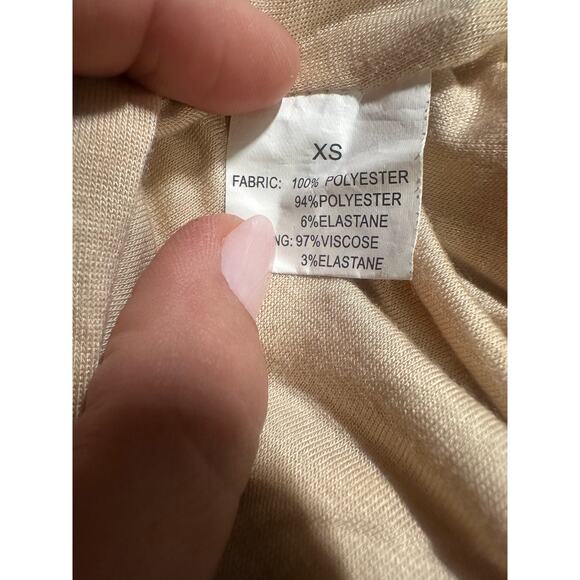 XS
FABRIC: 100% POLYESTER
94%POLYESTER
6%ELASTANE
NG: 97%VISCOSE
3%ELASTANE